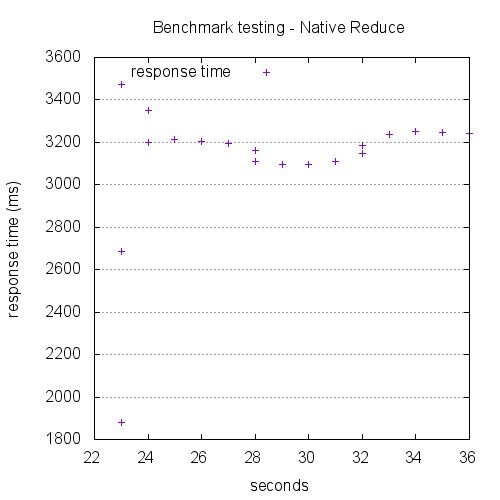 Benchmark testing - Native Reduce
response time
3600
3400
3200
3000
2800
2600
2400
2200
2000
1800
22 24 26 28 30 32 34 36
response time (ms)
seconds